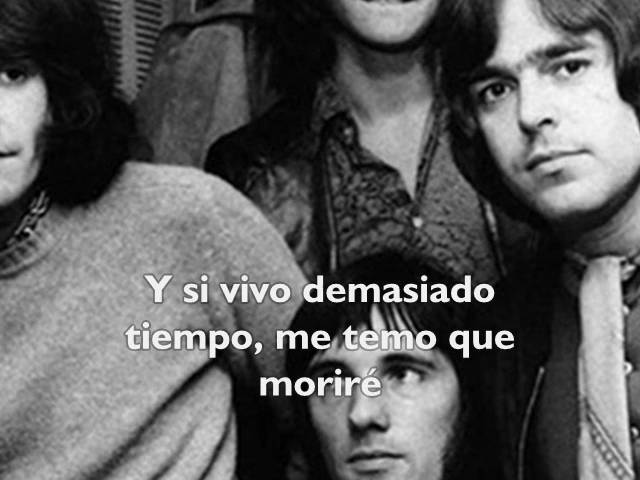 Y si vivo demasiado
tiempo, me temo que
moriré